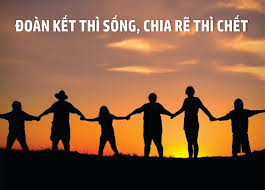 ĐOÀN KẾT THÌ SỐNG, CHIA RẼ THÌ CHẾT